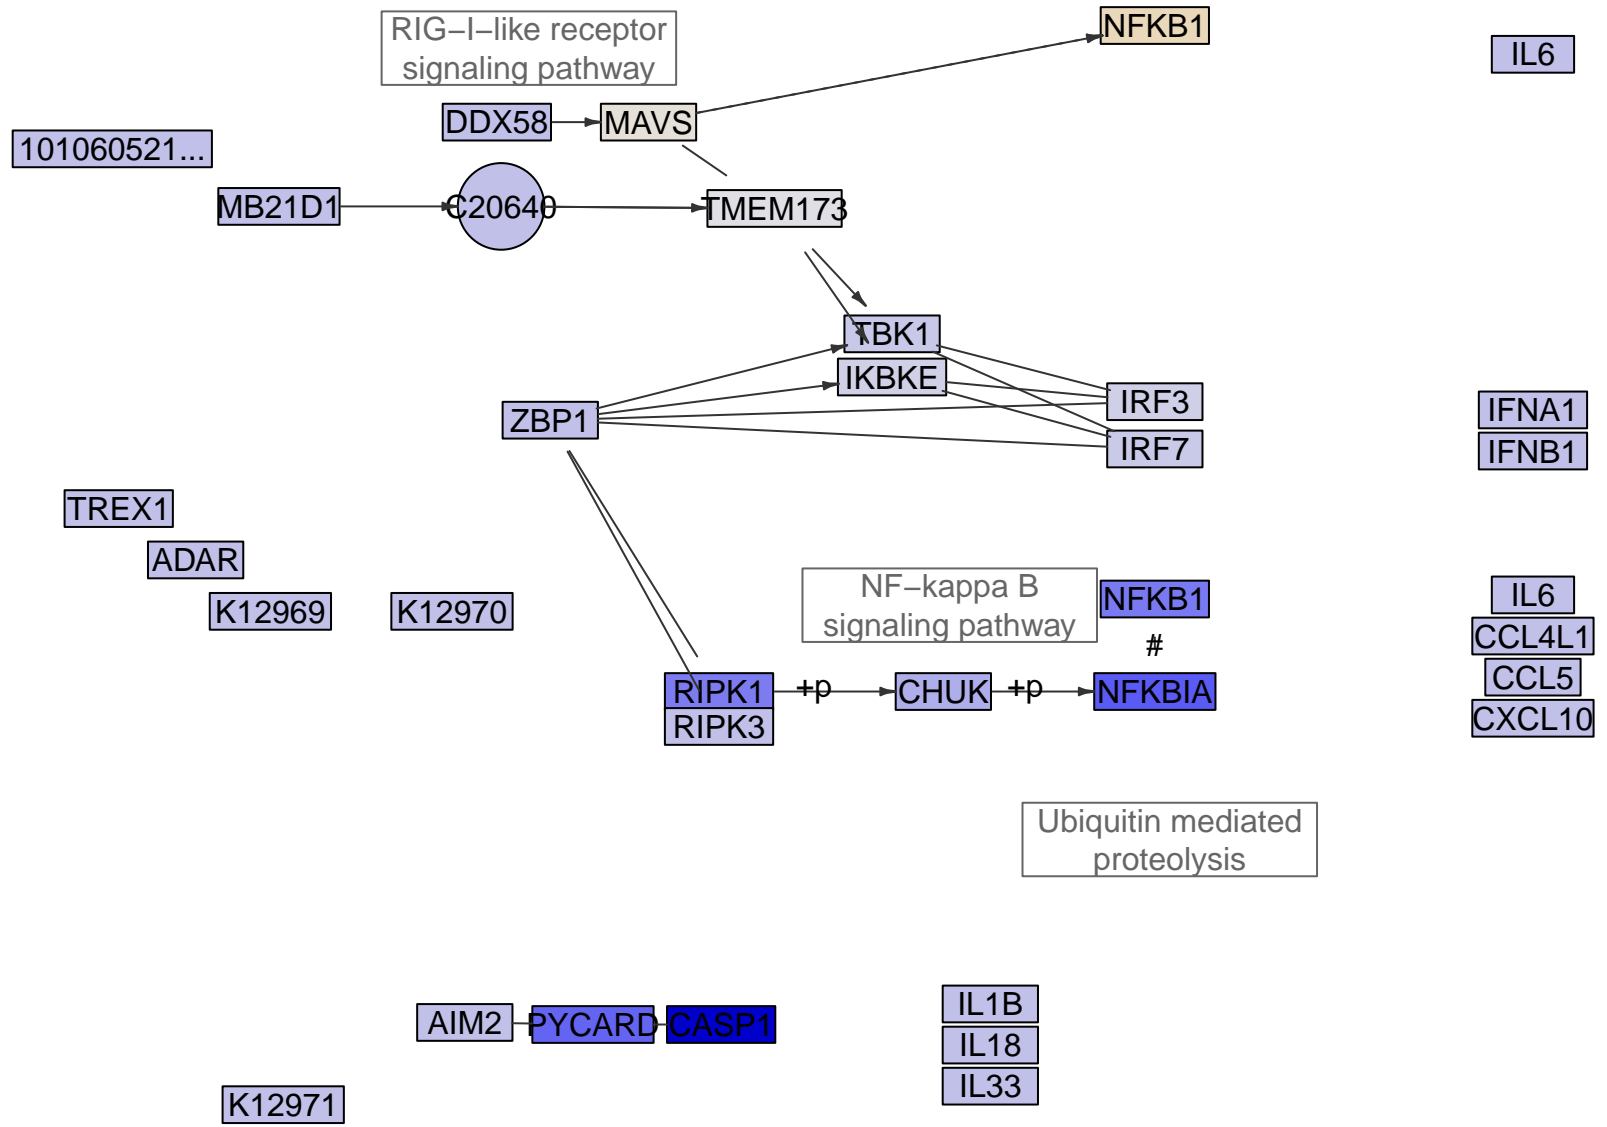 RIG−I−like receptor
signaling pathway
NFKB1
IL6
DDX58
MAVS
101060521...
MB21D1
C20640
TMEM173
TBK1
IKBKE
ZBP1
IRF3
IRF7
IFNA1
IFNB1
TREX1
ADAR
K12969
K12970
NF−kappa B
signaling pathway
NFKB1
#
IL6
CCL4L1
CCL5
CXCL10
RIPK1
+p
CHUK
+p
NFKBIA
RIPK3
Ubiquitin mediated
proteolysis
AIM2
PYCARD
CASP1
IL1B
IL18
IL33
K12971